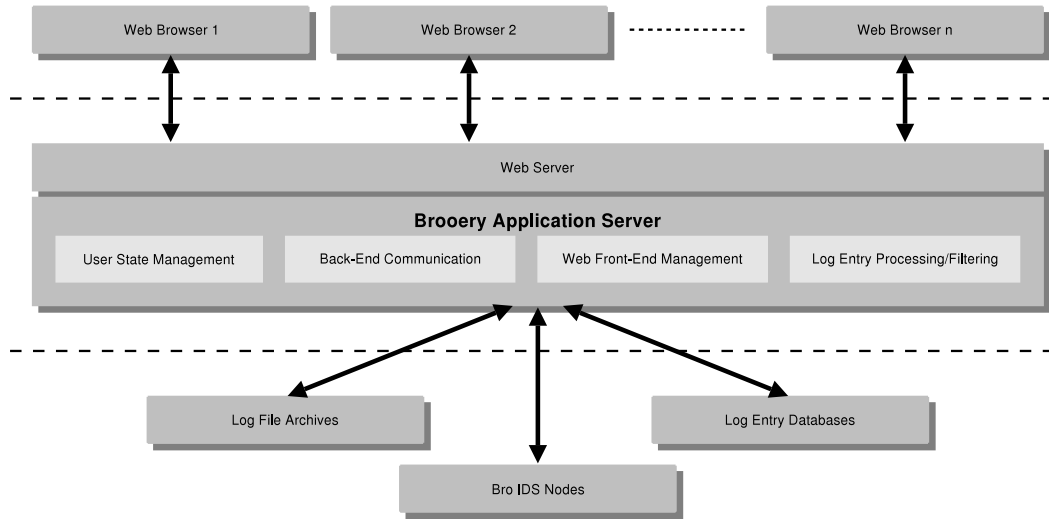 Web Browser 1
Web Browser 2
Web Browser n
Web Server
Brooery Application Server
User State Management
Back-End Communication
Web Front-End Management
Log Entry Processing/Filtering
Log File Archives
Log Entry Databases
Bro IDS Nodes